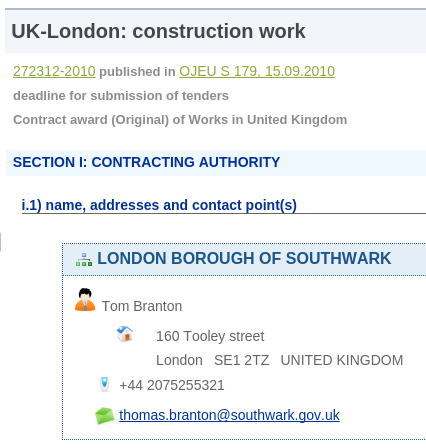 UK-London: construction work
272312-2010 published in OJEU S 179, 15.09.2010
deadline for submission of tenders
Contract award (Original) of Works in United Kingdom
SECTION I: CONTRACTING AUTHORITY
i.1) name, addresses and contact point(s)
LONDON BOROUGH OF SOUTHWARK
Tom Branton
160 Tooley street
London SE1 2TZ UNITED KINGDOM
+44 2075255321
thomas.branton@southwark.gov.uk